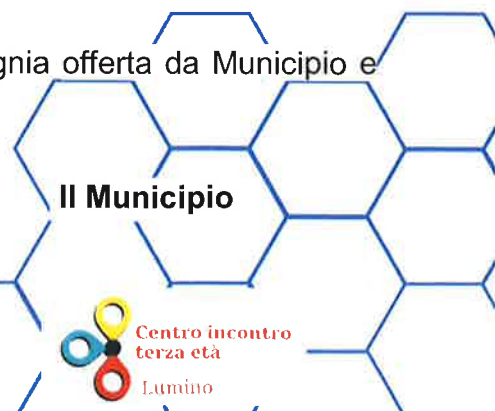 gnia offerta da Municipio e
Il Municipio
Centro incontro
terza età
Lumino